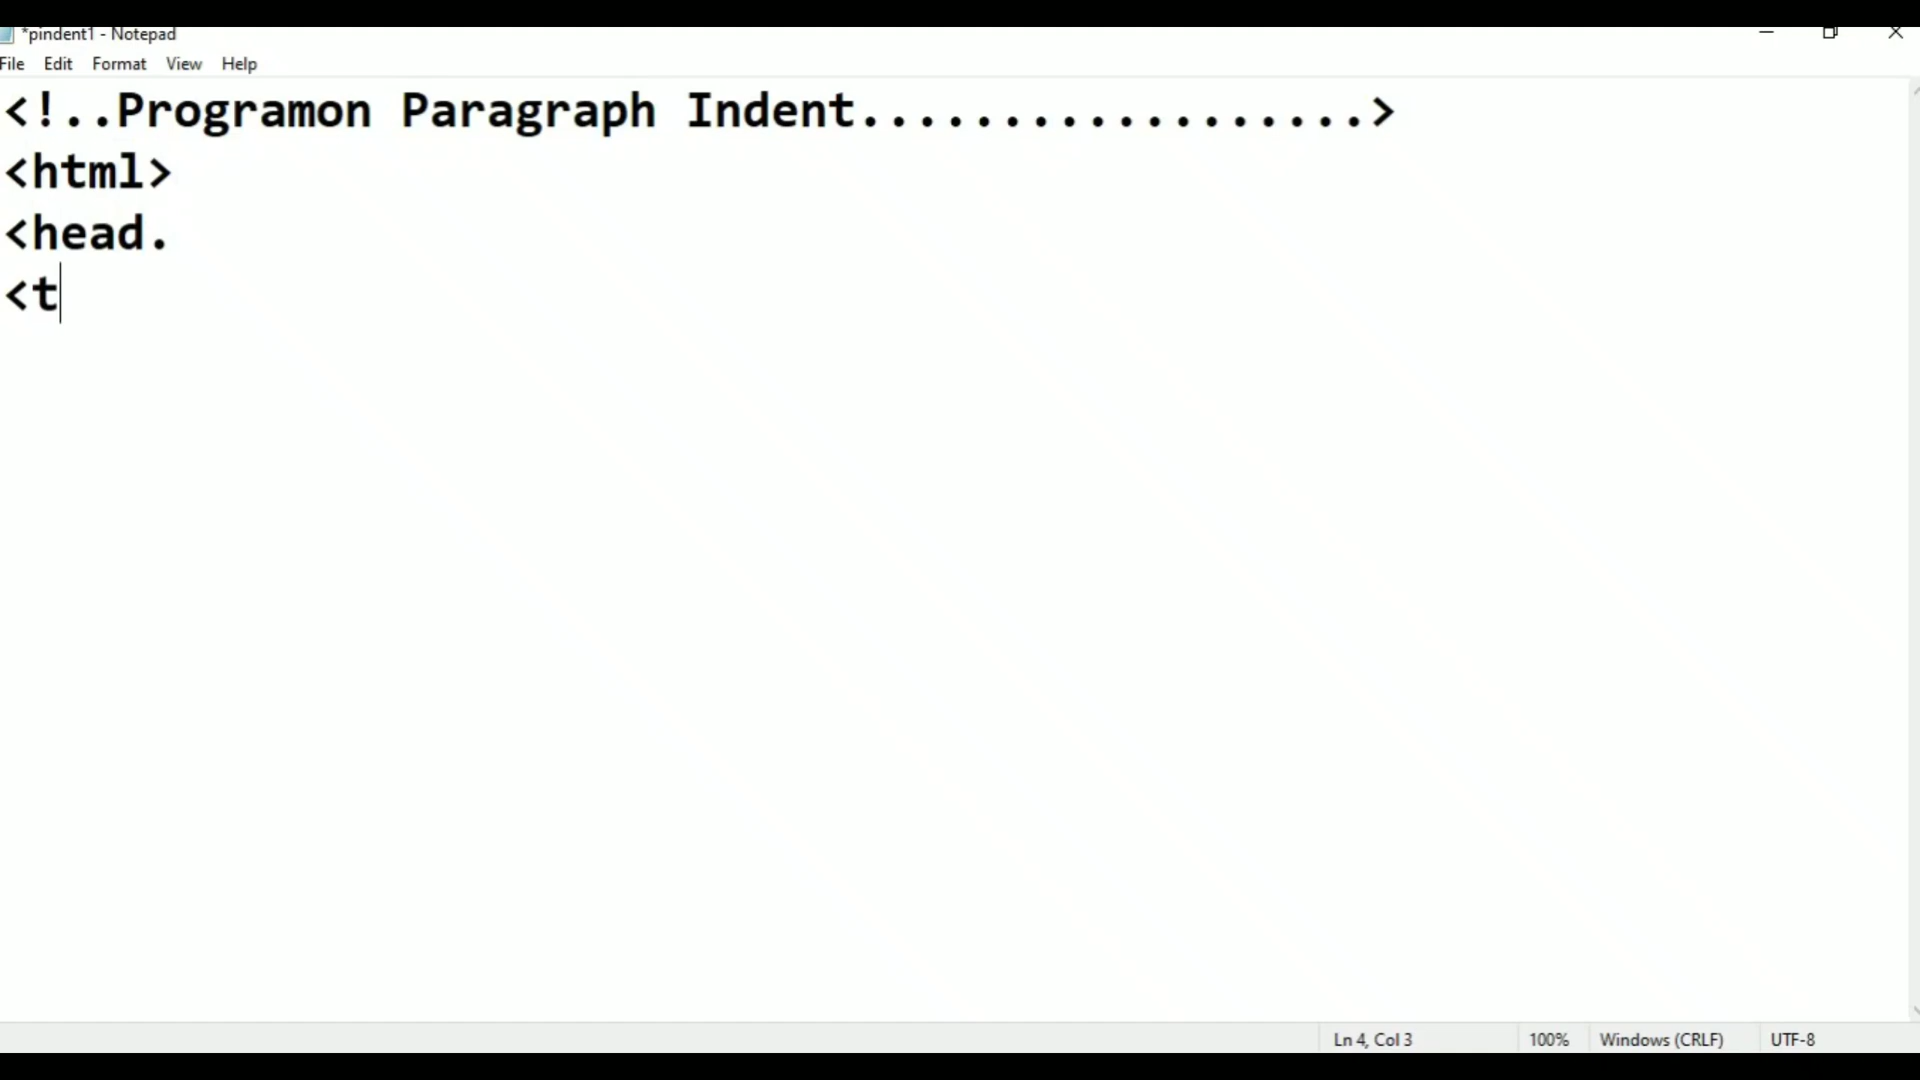 *pindent1 - Notepad
File Edit Format View Help
<!..Programon Paragraph Indent..................>
<html>
<head.
<t
Ln 4, Col 3 100% Windows (CRLF) UTF-8